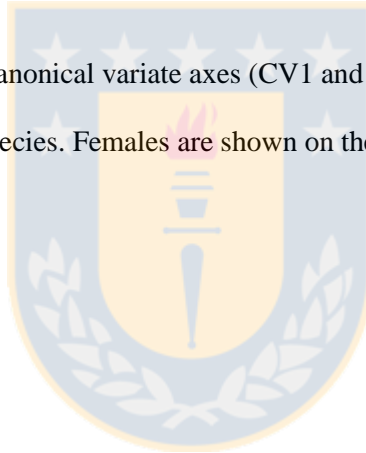 anonical variate axes (CV1 and
ecies. Females are shown on the